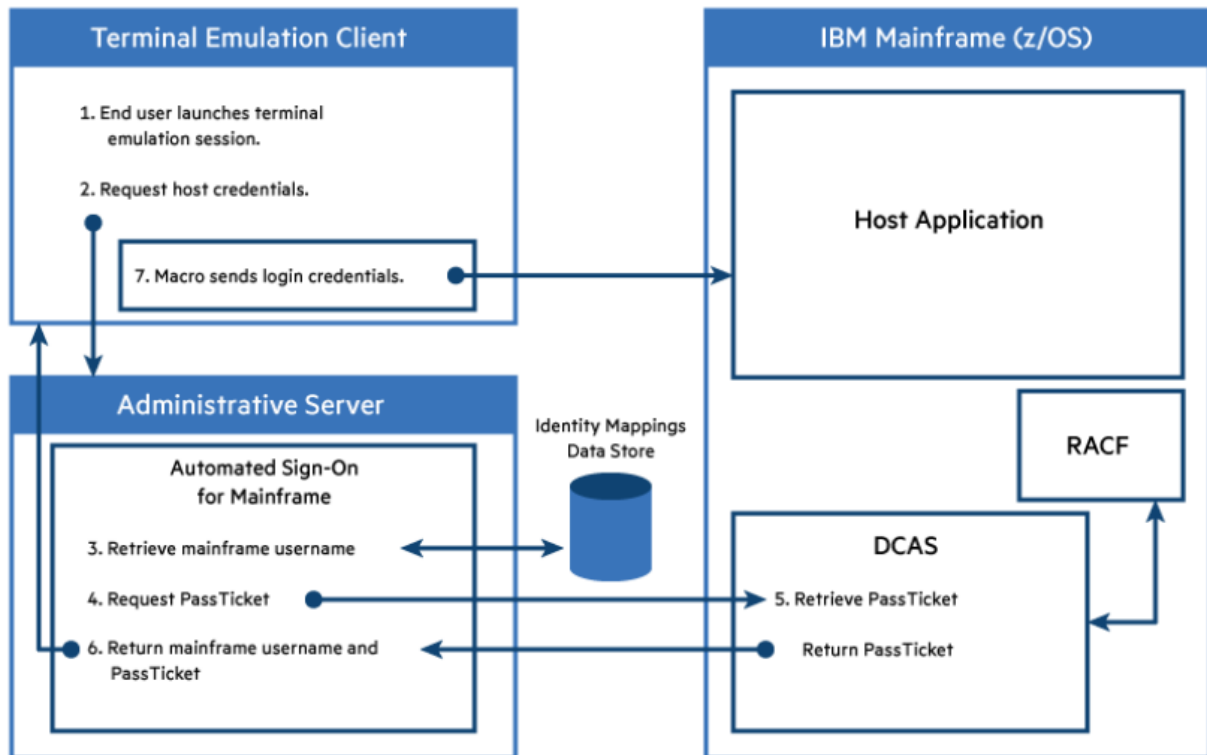 Terminal Emulation Client
1. End user launches terminal
emulation session.
2. Request host credentials.
7. Macro sends login credentials.
IBM Mainframe (z/OS)
Host Application
Administrative Server
Automated Sign-On
for Mainframe
3. Retrieve mainframe username
4. Request PassTicket
6. Return mainframe username and
PassTicket
Identity Mappings
Data Store
RACF
DCAS
5. Retrieve PassTicket
Return PassTicket